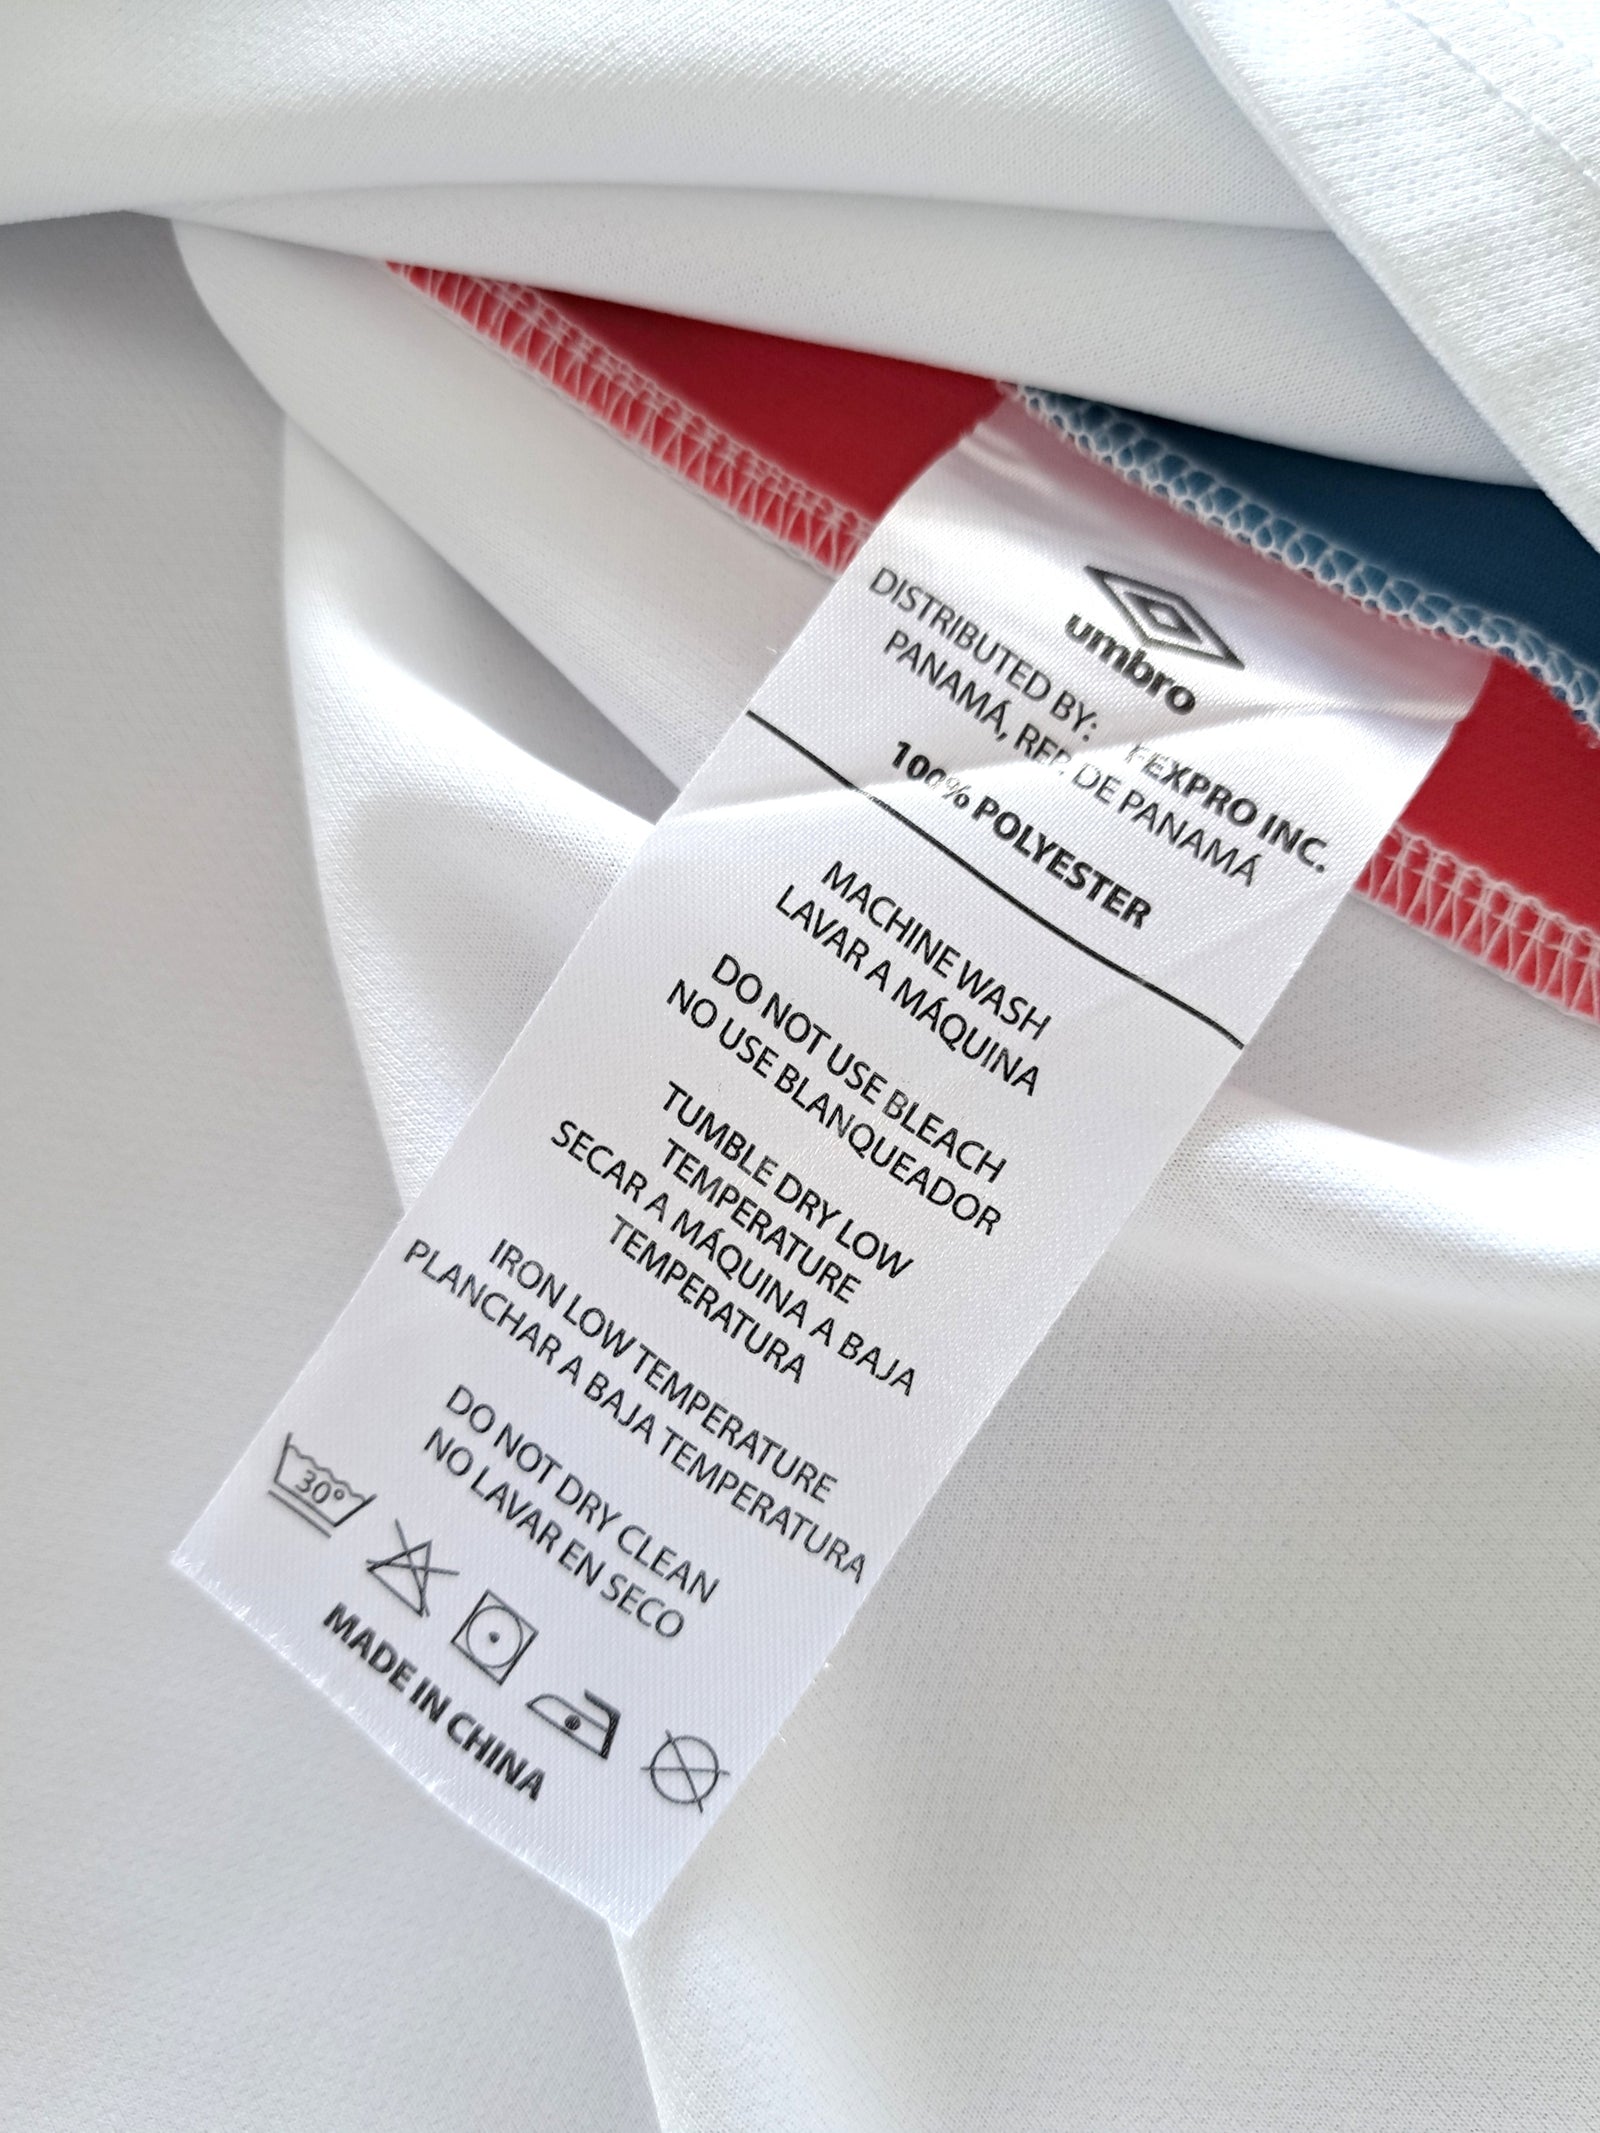 umbro
DISTRIBUTED BY: FEXPRO INC.
PANAMÁ, REP. DE PANAMÁ
100% POLYESTER
MACHINE WASH
LAVAR A MÁQUINA
DO NOT USE BLEACH
NO USE BLANQUEADOR
TUMBLE DRY LOW
TEMPERATURE
SECAR A MÁQUINA A BAJA
TEMPERATURA
IRON LOW TEMPERATURE
PLANCHAR A BAJA TEMPERATURA
DO NOT DRY CLEAN
NO LAVAR EN SECO
30°
MADE IN CHINA